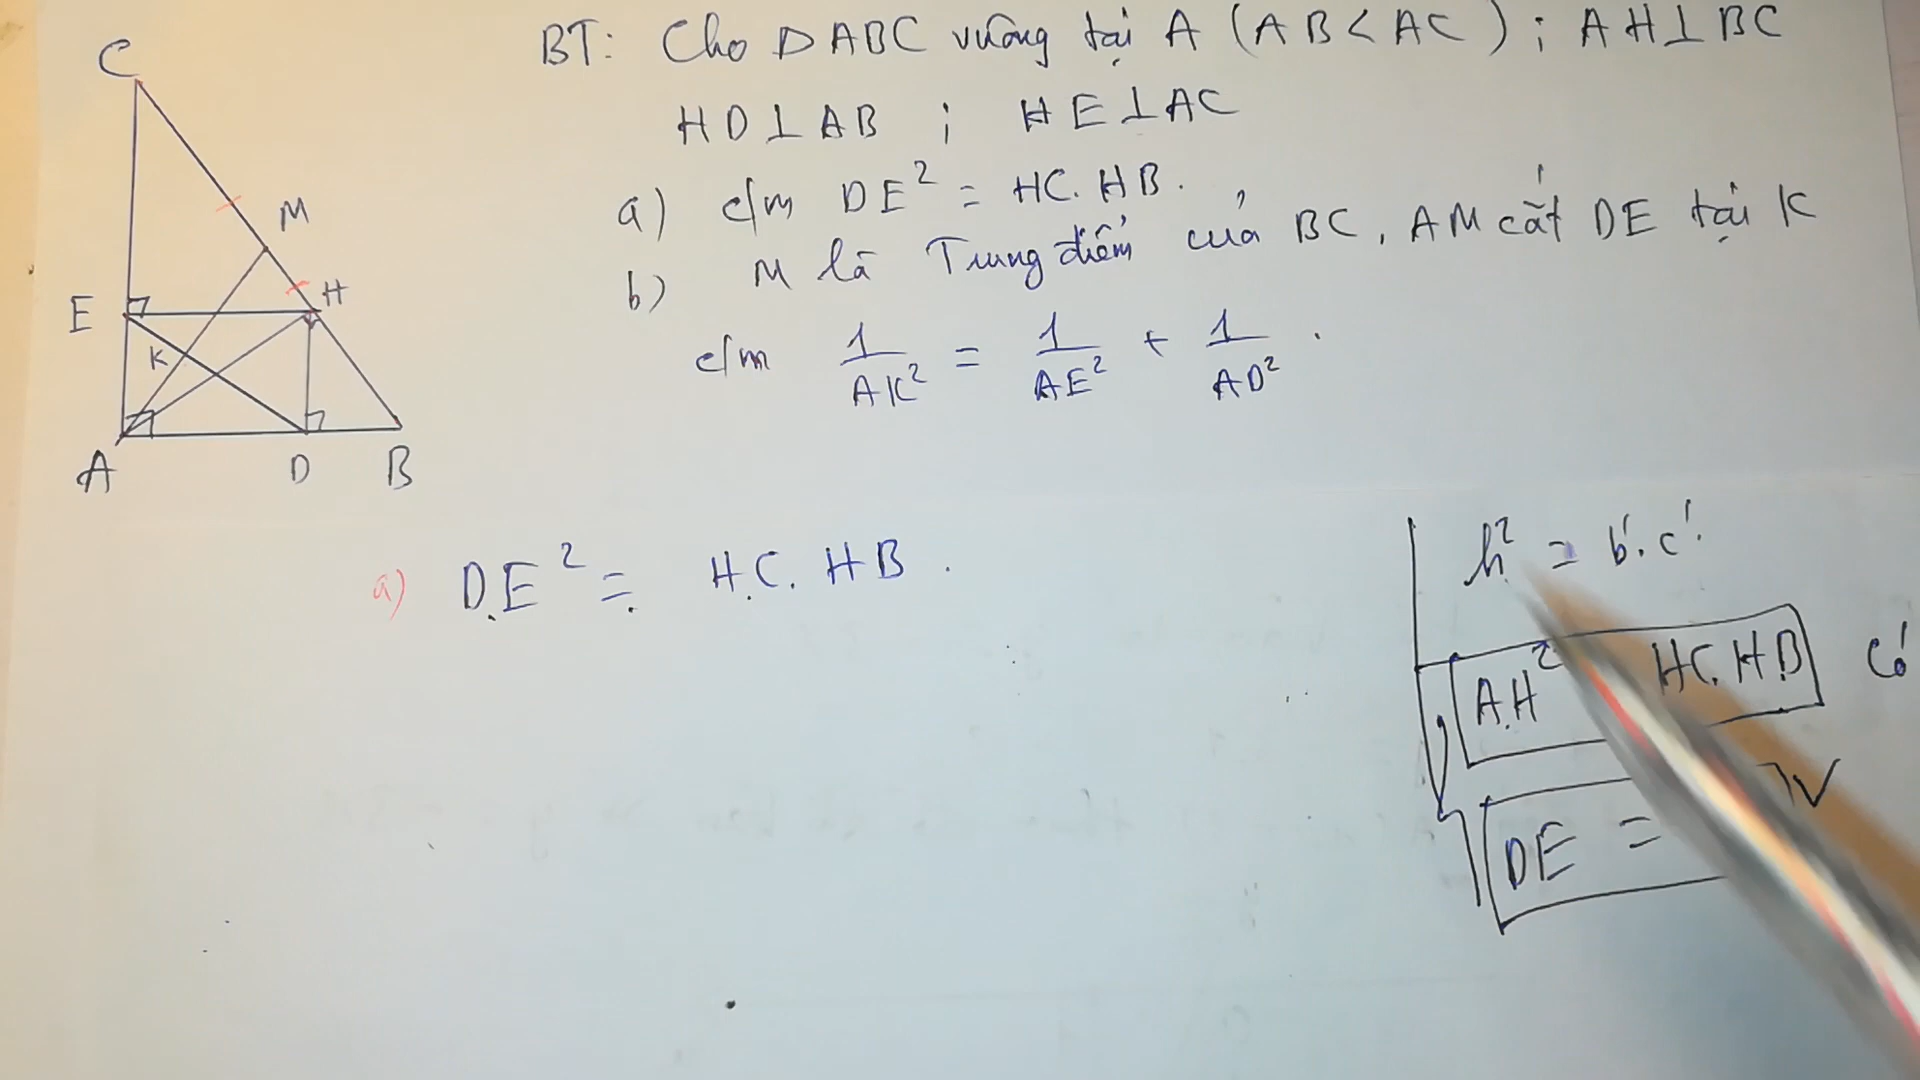 BT: Cho ΔABC vuông tại A (AB < AC) ; AH ⊥ BC
HD ⊥ AB ; HE ⊥ AC
a) c/m DE² = HC. HB.
b) M là Trung điểm của BC, AM cắt DE tại K
c/m 1/AK² = 1/AE² + 1/AD² .
C
M
H
E
K
A D B
a) DE² = HC. HB .
h² = b'. c'.
AH² HC. HB có
DE =